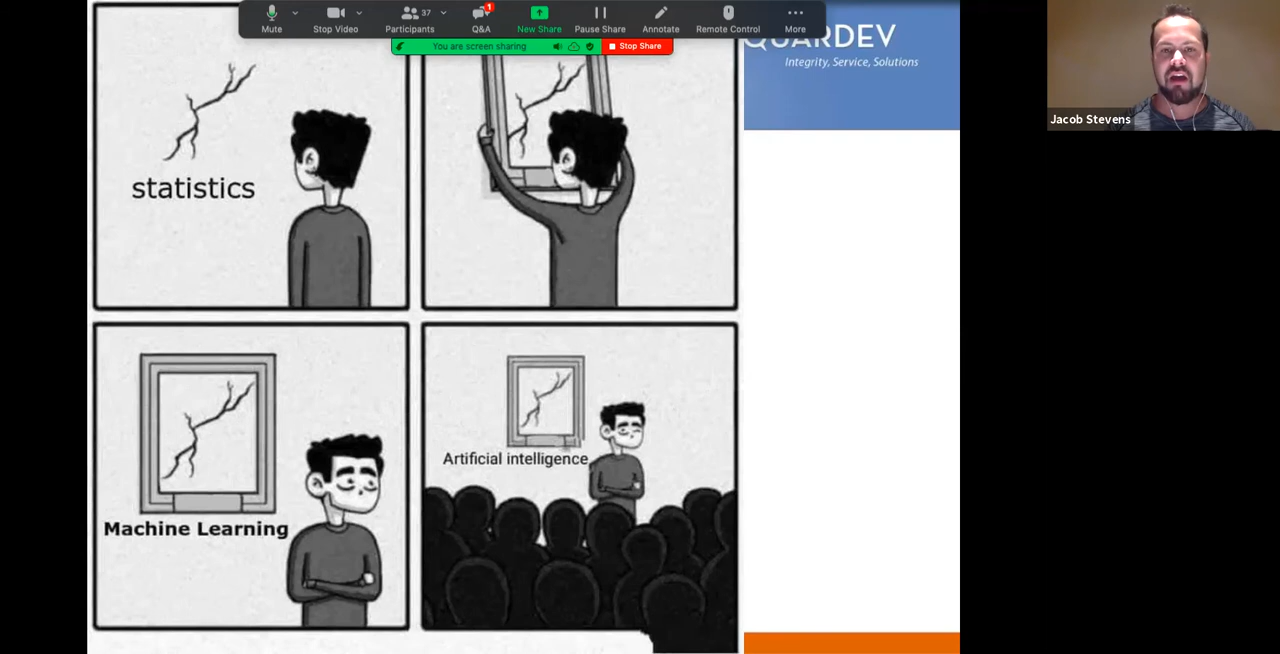 37
1
Mute
Stop Video
Participants
Q&A
New Share
Pause Share
Annotate
Remote Control
More
You are screen sharing
Stop Share
QUARDEV
Integrity, Service, Solutions
Jacob Stevens
statistics
Machine Learning
Artificial intelligence